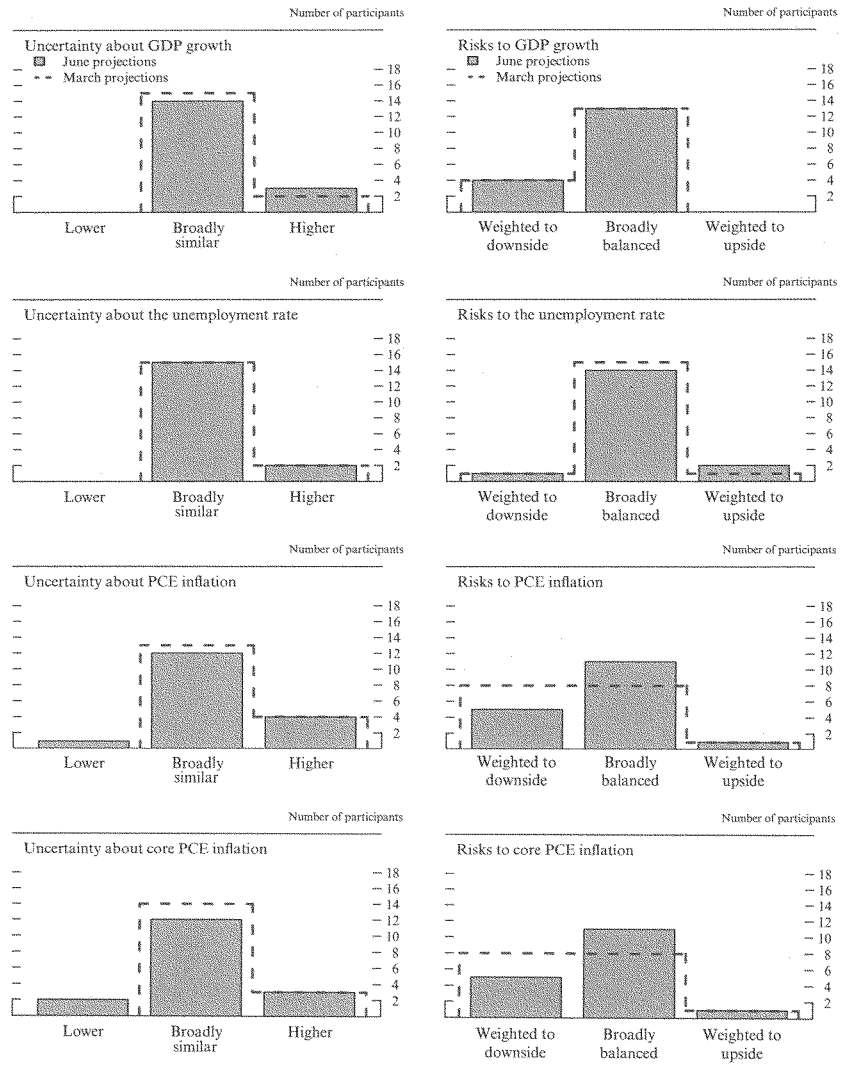 Number of participants
Uncertainty about GDP growth
June projections
March projections
18
16
14
12
10
8
6
4
2
Lower
Broadly
similar
Higher
Number of participants
Risks to GDP growth
June projections
March projections
18
16
14
12
10
8
6
4
2
Weighted to
downside
Broadly
balanced
Weighted to
upside
Number of participants
Uncertainty about the unemployment rate
18
16
14
12
10
8
6
4
2
Lower
Broadly
similar
Higher
Number of participants
Risks to the unemployment rate
18
16
14
12
10
8
6
4
2
Weighted to
downside
Broadly
balanced
Weighted to
upside
Number of participants
Uncertainty about PCE inflation
18
16
14
12
10
8
6
4
2
Lower
Broadly
similar
Higher
Number of participants
Risks to PCE inflation
18
16
14
12
10
8
6
4
2
Weighted to
downside
Broadly
balanced
Weighted to
upside
Number of participants
Uncertainty about core PCE inflation
18
16
14
12
10
8
6
4
2
Lower
Broadly
similar
Higher
Number of participants
Risks to core PCE inflation
18
16
14
12
10
8
6
4
2
Weighted to
downside
Broadly
balanced
Weighted to
upside